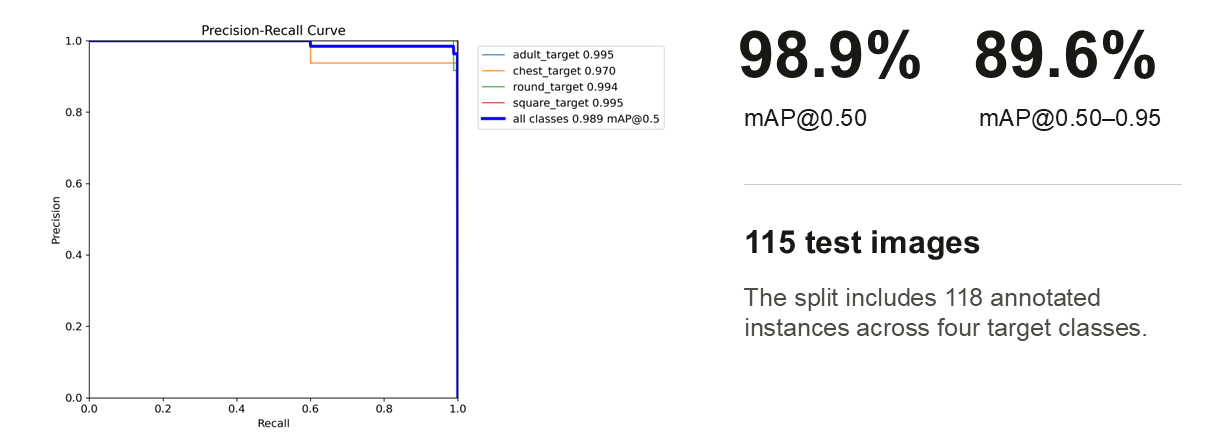 Precision-Recall Curve
1.0
0.8
0.6
0.4
0.2
0.0
Precision
0.0 0.2 0.4 0.6 0.8 1.0
Recall
adult_target 0.995
chest_target 0.970
round_target 0.994
square_target 0.995
all classes 0.989 mAP@0.5
98.9% 89.6%
mAP@0.50 mAP@0.50–0.95
115 test images
The split includes 118 annotated
instances across four target classes.